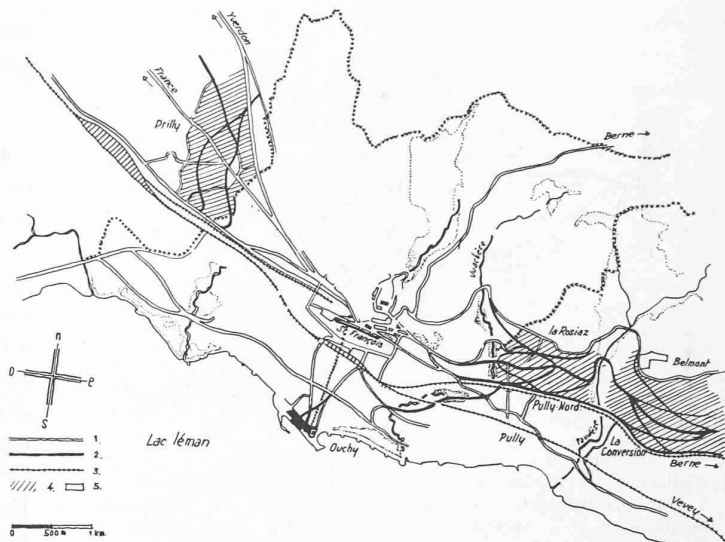 Yverdon
France
Prilly
Berne
Vuachère
la Rosiaz
St. François
Belmont
Pully-Nord
Pully
Paudèze
La
Conversion
Berne
Vevey
Ouchy
Lac léman
n
o
e
s
1.
2.
3.
4.
5.
0 500 m 1 km.